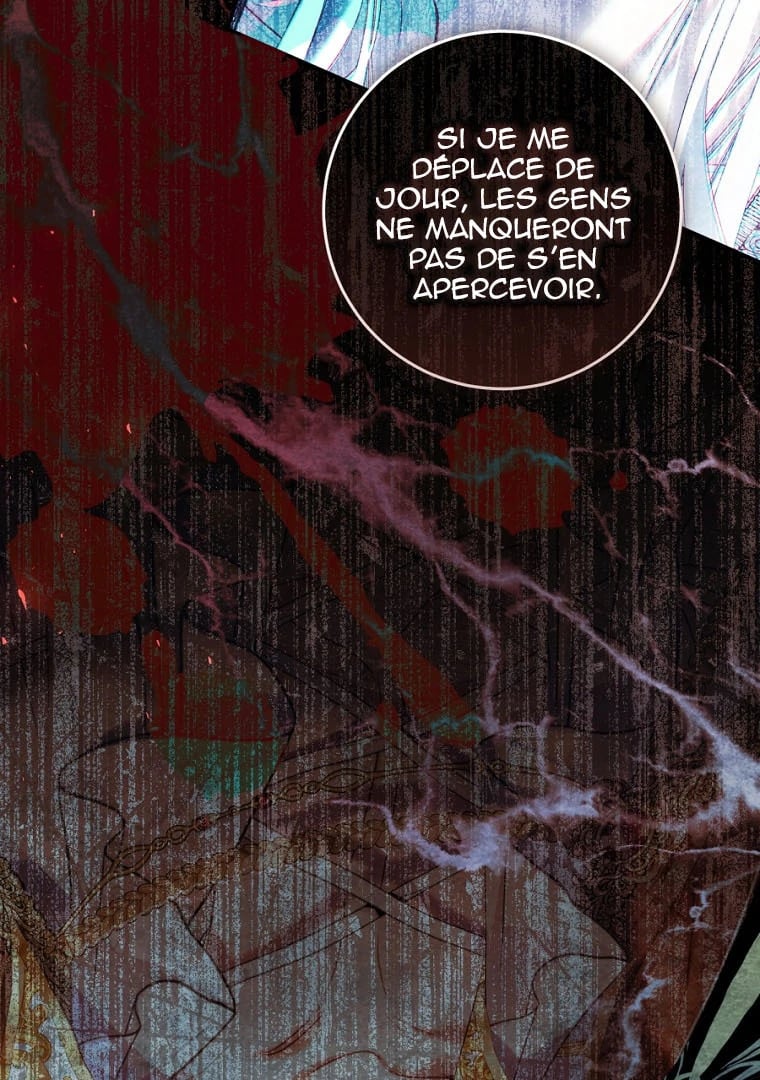 SI JE ME
DÉPLACE DE
JOUR, LES GENS
NE MANQUERONT
PAS DE S'EN
APERCEVOIR.